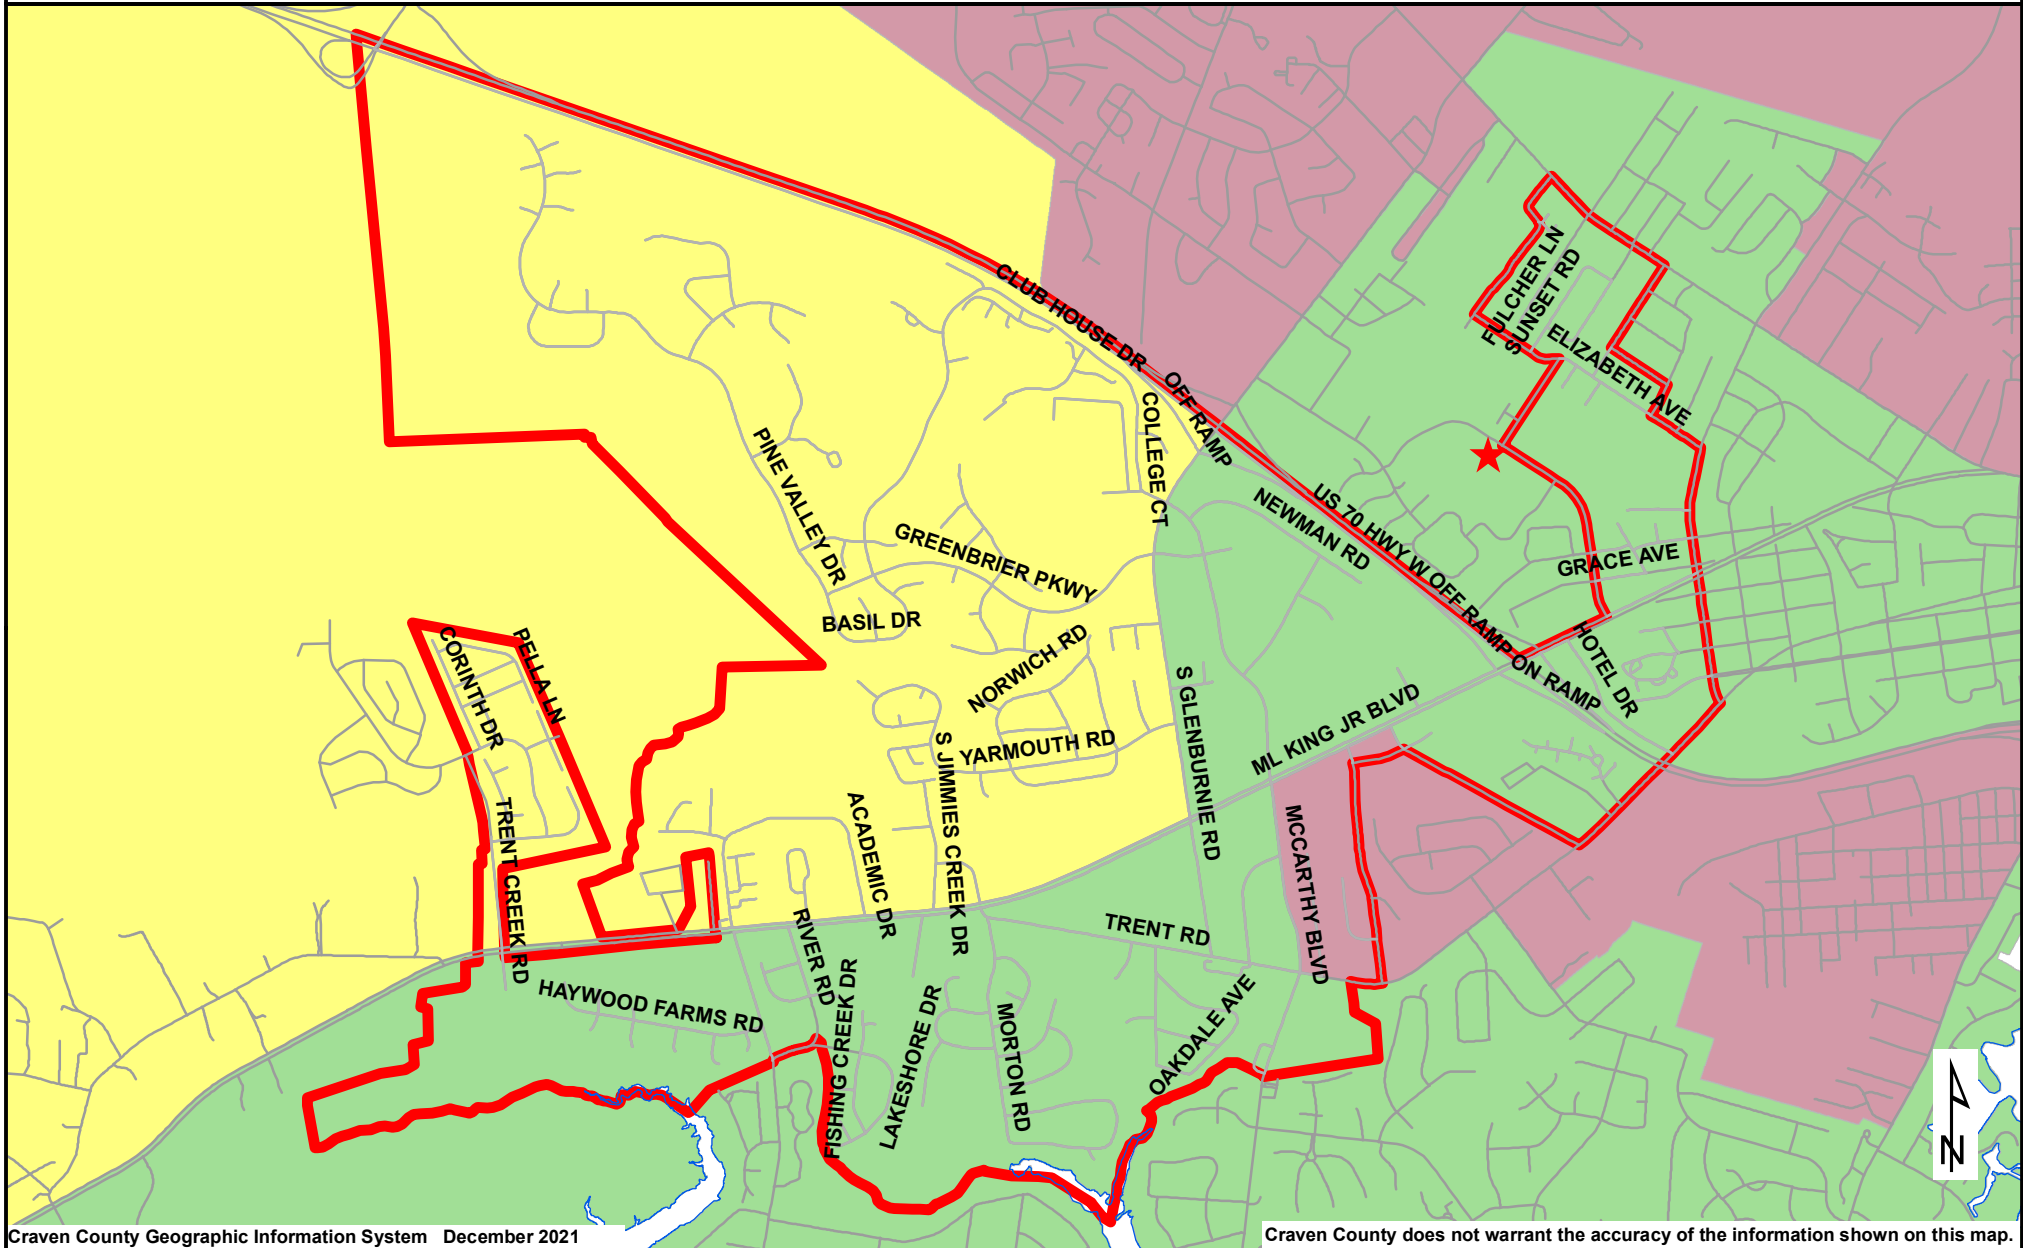 FULCHER LN
SUNSET RD
CLUB HOUSE DR
ELIZABETH AVE
OFF RAMP
COLLEGE CT
PINE VALLEY DR
US 70 HWY W OFF RAMP ON RAMP
NEWMAN RD
GREENBRIER PKWY
GRACE AVE
BASIL DR
HOTEL DR
NORWICH RD
PELLA LN
CORINTH DR
S GLENBURNIE RD
ML KING JR BLVD
S JIMMIES CREEK DR
YARMOUTH RD
ACADEMIC DR
TRENT CREEK RD
MCCARTHY BLVD
RIVER RD
TRENT RD
FISHING CREEK DR
HAYWOOD FARMS RD
LAKESHORE DR
MORTON RD
OAKDALE AVE
N
Craven County Geographic Information System December 2021
Craven County does not warrant the accuracy of the information shown on this map.